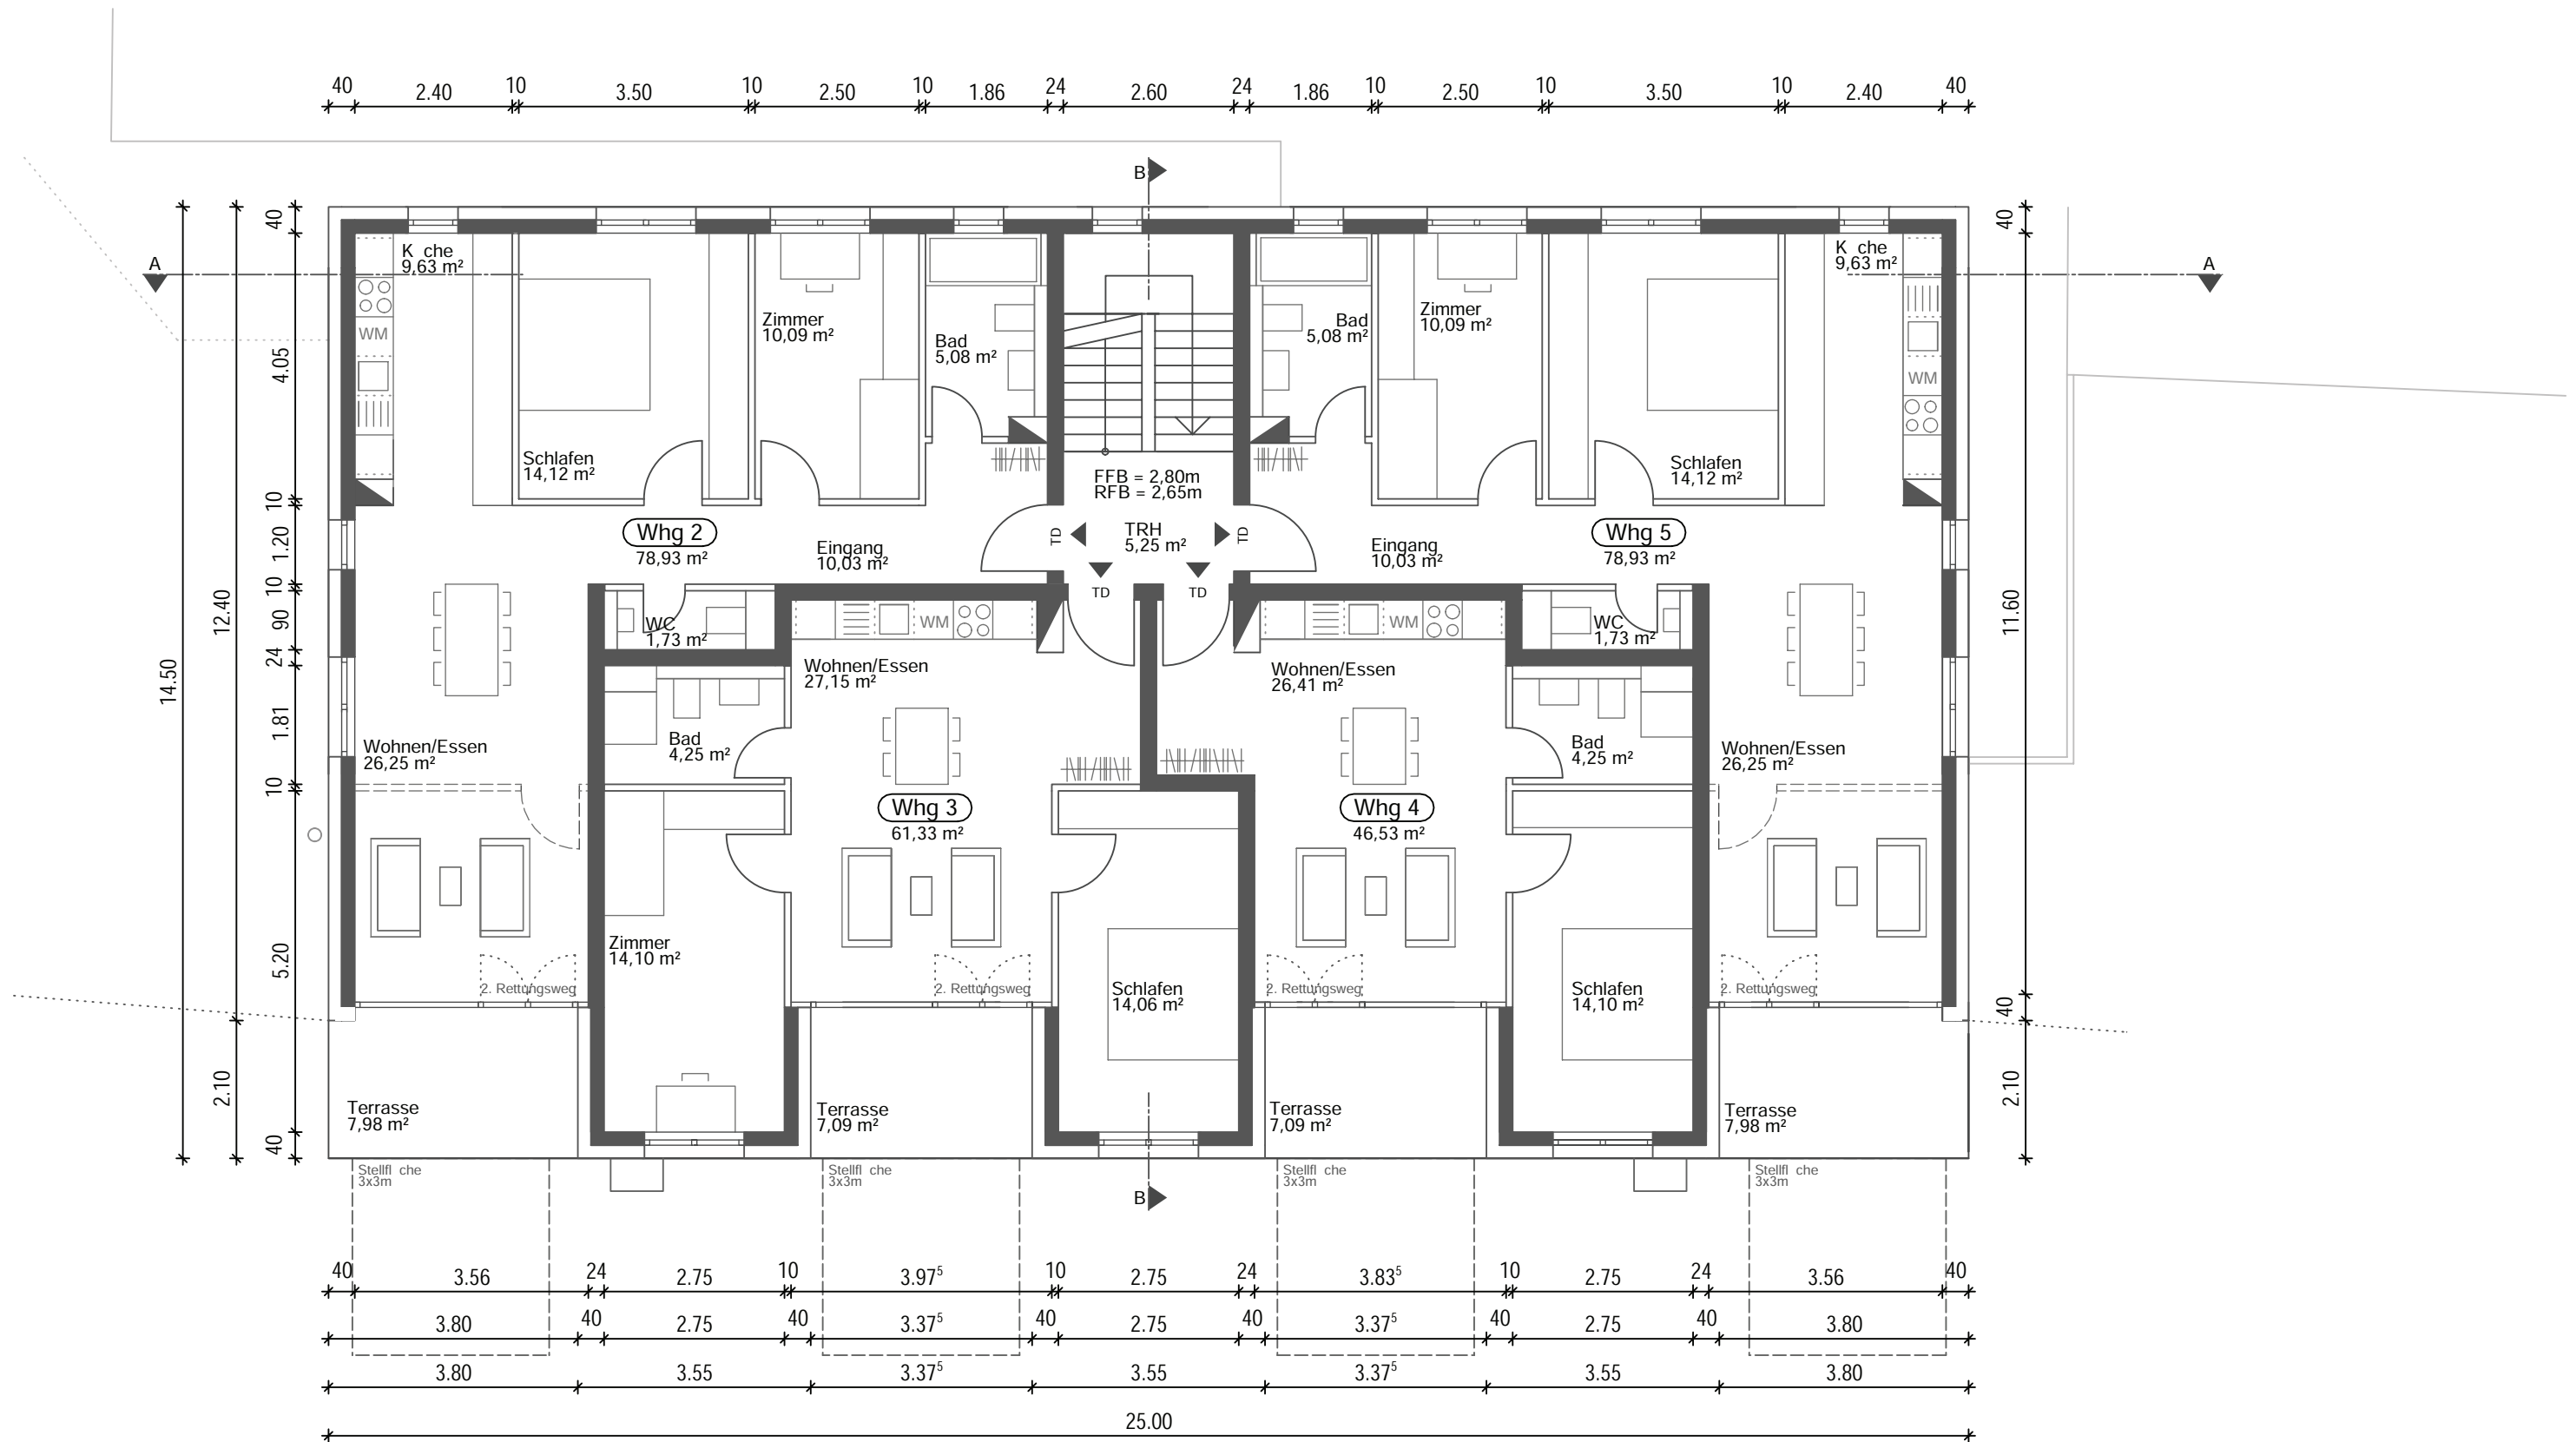 40 2.40 10 3.50 10 2.50 10 1.86 24 2.60 24 1.86 10 2.50 10 3.50 10 2.40 40
B
A
A
40
4.05
10
1.20
10
90
24
1.81
10
5.20
40
12.40
2.10
14.50
40
11.60
40
2.10
K che
9,63 m²
WM
Schlafen
14,12 m²
Zimmer
10,09 m²
Bad
5,08 m²
Whg 2
78,93 m²
Eingang
10,03 m²
WC
1,73 m²
Wohnen/Essen
26,25 m²
2. Rettungsweg
Terrasse
7,98 m²
FFB = 2,80m
RFB = 2,65m
TRH
5,25 m²
TD
TD
TD
TD
Bad
5,08 m²
Zimmer
10,09 m²
Schlafen
14,12 m²
K che
9,63 m²
WM
Eingang
10,03 m²
Whg 5
78,93 m²
WC
1,73 m²
Wohnen/Essen
26,25 m²
2. Rettungsweg
Terrasse
7,98 m²
WM
Wohnen/Essen
27,15 m²
Bad
4,25 m²
Whg 3
61,33 m²
Zimmer
14,10 m²
2. Rettungsweg
Schlafen
14,06 m²
Terrasse
7,09 m²
WM
Wohnen/Essen
26,41 m²
Bad
4,25 m²
Whg 4
46,53 m²
2. Rettungsweg
Schlafen
14,10 m²
Terrasse
7,09 m²
Stellfl che
3x3m
Stellfl che
3x3m
B
Stellfl che
3x3m
Stellfl che
3x3m
40 3.56 24 2.75 10 3.97⁵ 10 2.75 24 3.83⁵ 10 2.75 24 3.56 40
3.80 40 2.75 40 3.37⁵ 40 2.75 40 3.37⁵ 40 2.75 40 3.80
3.80 3.55 3.37⁵ 3.55 3.37⁵ 3.55 3.80
25.00